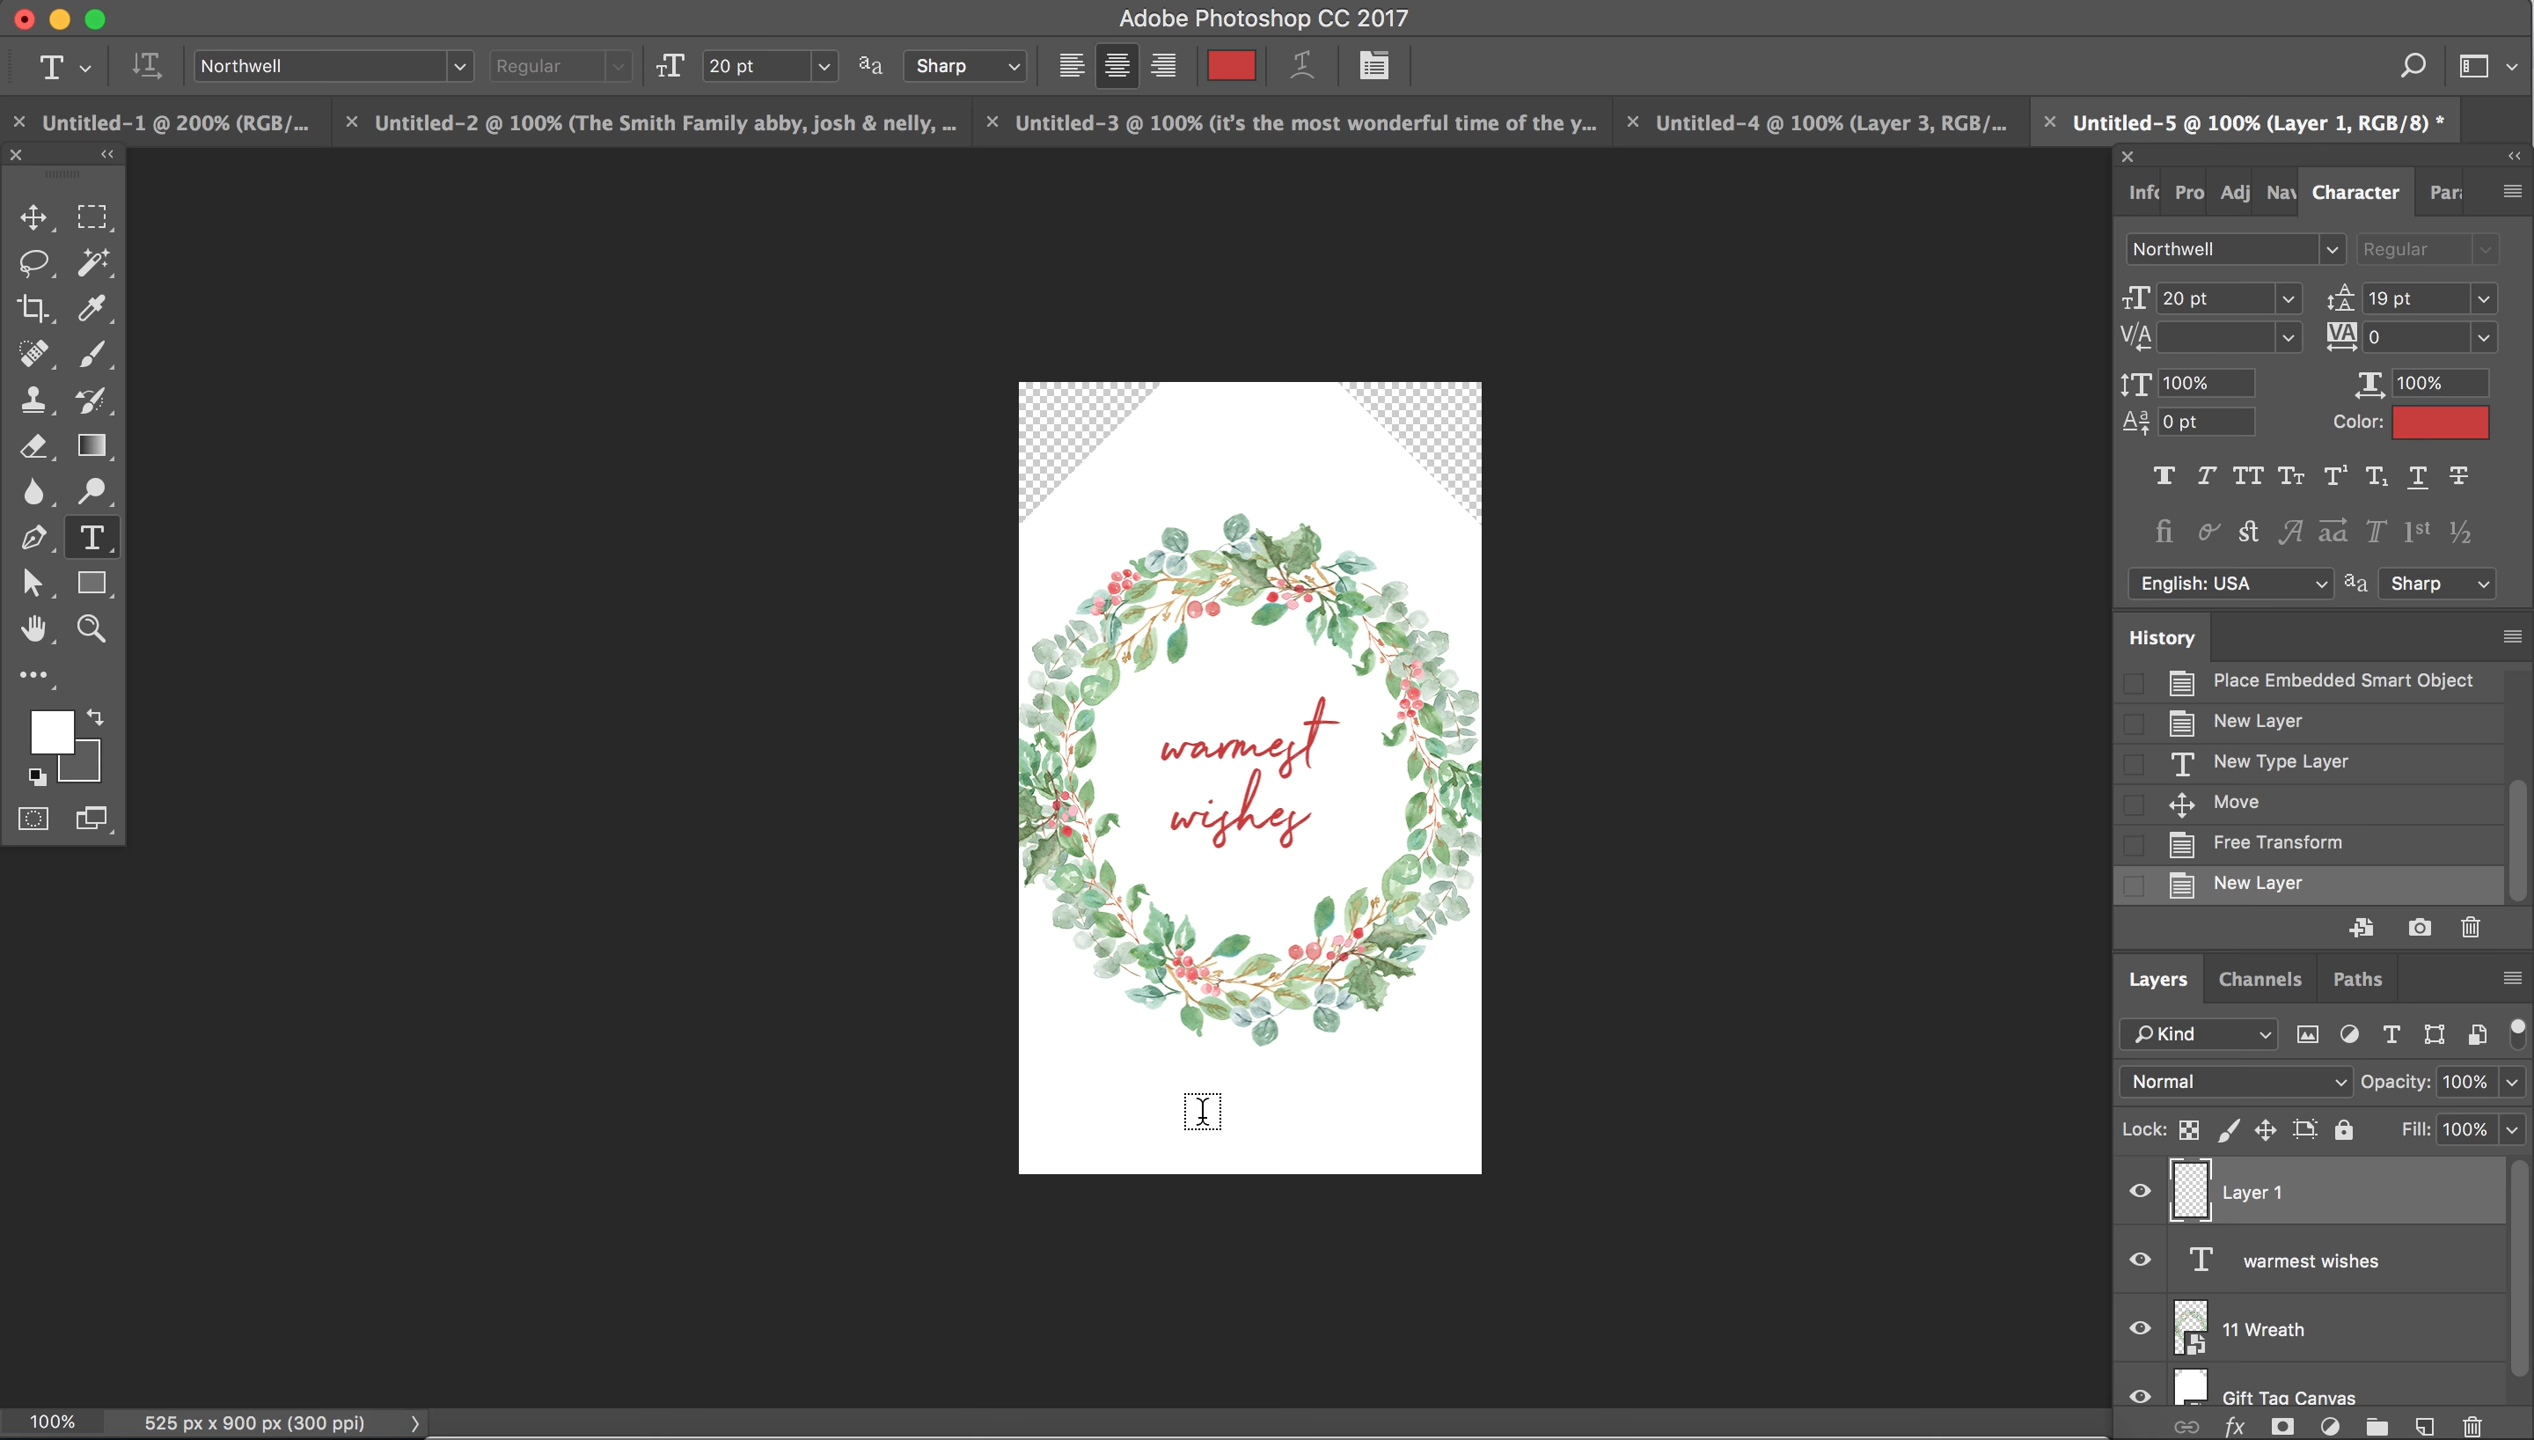 Adobe Photoshop CC 2017
Northwell
Regular
20 pt
Sharp
Untitled-1 @ 200% (RGB/...
Untitled-2 @ 100% (The Smith Family abby, josh & nelly, ...
Untitled-3 @ 100% (it's the most wonderful time of the y...
Untitled-4 @ 100% (Layer 3, RGB/...
Untitled-5 @ 100% (Layer 1, RGB/8) *
Info
Pro
Adj
Nav
Character
Para
Northwell
Regular
20 pt
19 pt
0
100%
100%
0 pt
Color:
English: USA
Sharp
History
Place Embedded Smart Object
New Layer
New Type Layer
Move
Free Transform
New Layer
warmest
wishes
Layers
Channels
Paths
Kind
Normal
Opacity: 100%
Lock:
Fill: 100%
Layer 1
warmest wishes
11 Wreath
Gift Tag Canvas
fx
100%
525 px x 900 px (300 ppi)